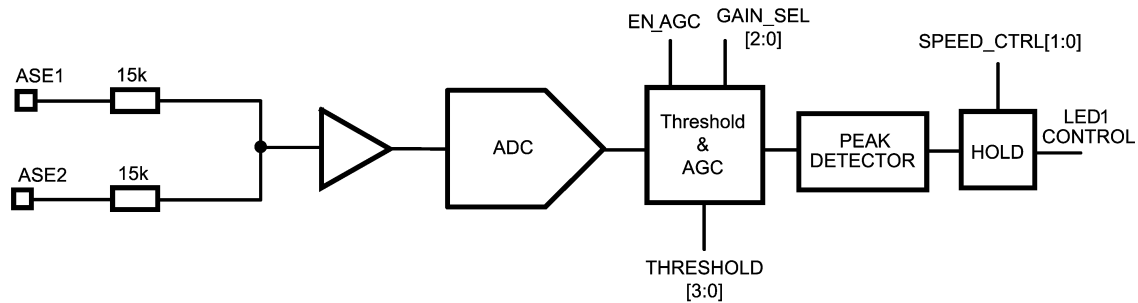 EN_AGC
GAIN_SEL
[2:0]
SPEED_CTRL[1:0]
ASE1
15k
ASE2
15k
ADC
Threshold
&
AGC
PEAK
DETECTOR
HOLD
LED1
CONTROL
THRESHOLD
[3:0]